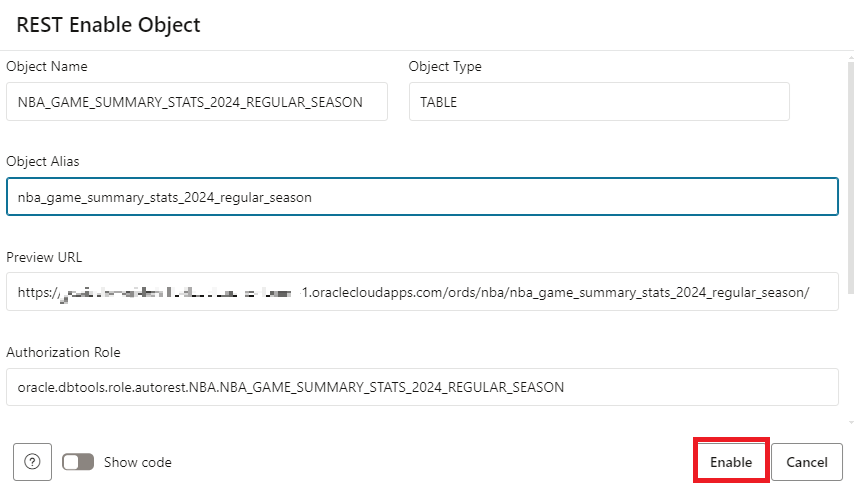 REST Enable Object
Object Name
Object Type
NBA_GAME_SUMMARY_STATS_2024_REGULAR_SEASON
TABLE
Object Alias
nba_game_summary_stats_2024_regular_season
Preview URL
https:/ 1.oraclecloudapps.com/ords/nba/nba_game_summary_stats_2024_regular_season/
Authorization Role
oracle.dbtools.role.autorest.NBA.NBA_GAME_SUMMARY_STATS_2024_REGULAR_SEASON
? Show code
Enable
Cancel